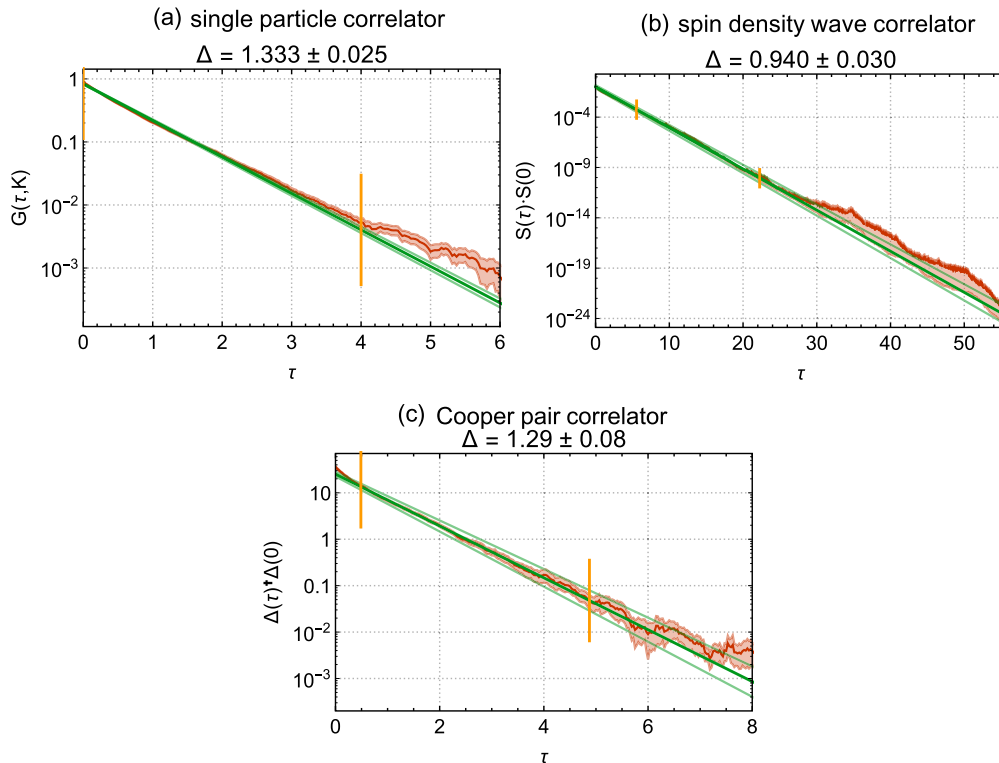 (a) single particle correlator
Δ = 1.333 ± 0.025
G(τ,K)
1
0.1
10⁻²
10⁻³
0 1 2 3 4 5 6
τ
(b) spin density wave correlator
Δ = 0.940 ± 0.030
S(τ)·S(0)
10⁻⁴
10⁻⁹
10⁻¹⁴
10⁻¹⁹
10⁻²⁴
0 10 20 30 40 50
τ
(c) Cooper pair correlator
Δ = 1.29 ± 0.08
Δ(τ)⁺Δ(0)
10
1
0.1
10⁻²
10⁻³
0 2 4 6 8
τ